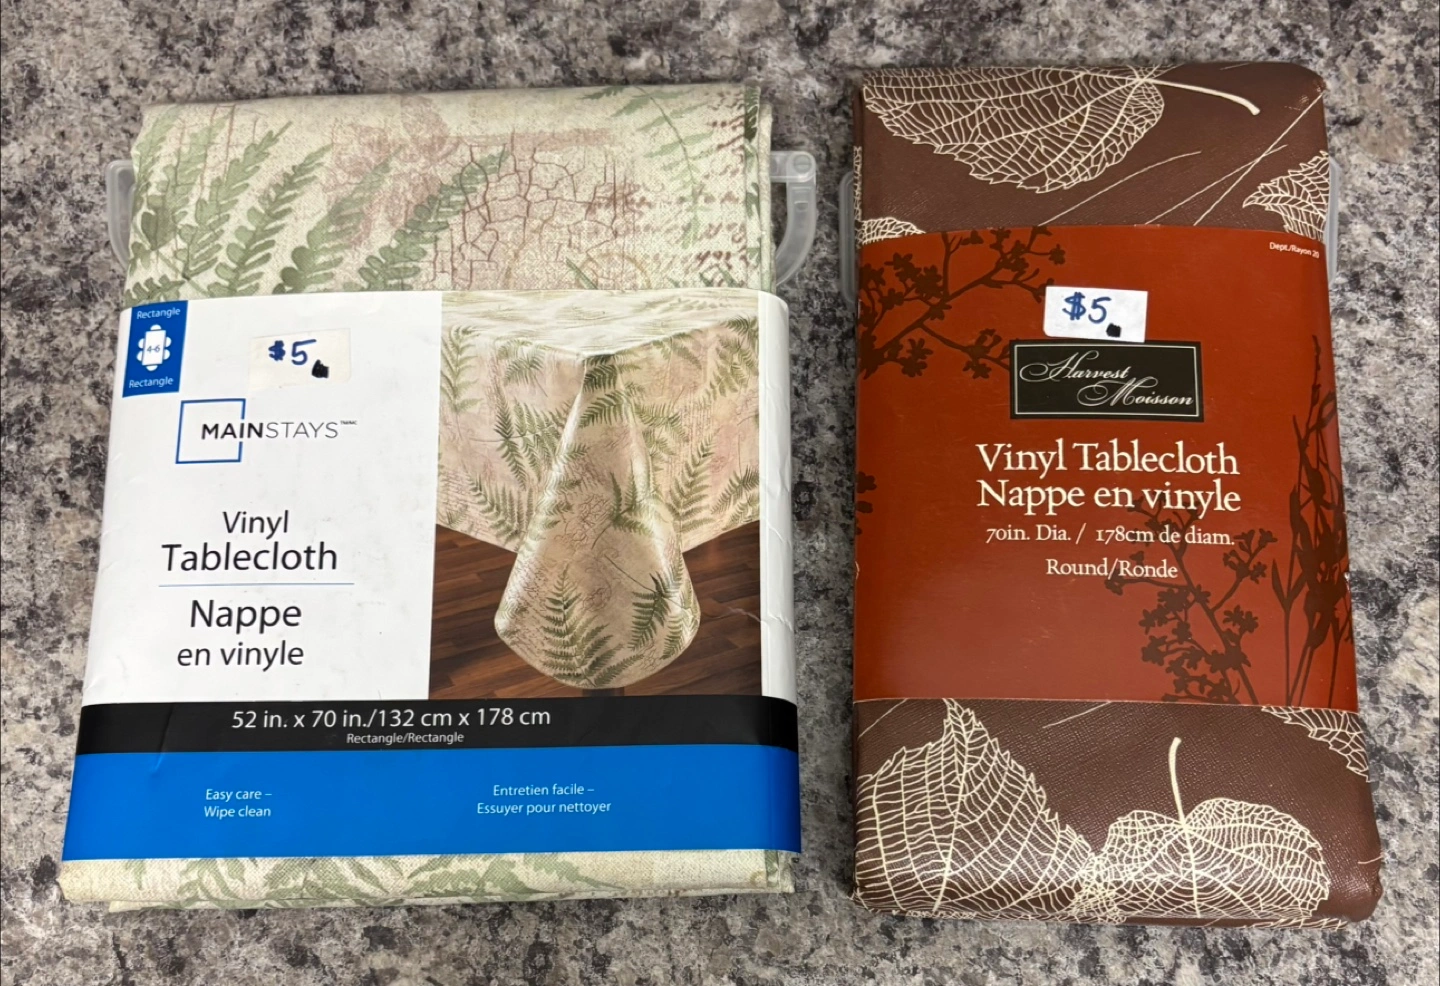 Rectangle
4-6
Rectangle
$5
MAINSTAYS
Vinyl
Tablecloth
Nappe
en vinyle
52 in. x 70 in./132 cm x 178 cm
Rectangle/Rectangle
Easy care –
Wipe clean
Entretien facile –
Essuyer pour nettoyer
Dept./Rayon 20
$5
Harvest
Moisson
Vinyl Tablecloth
Nappe en vinyle
70in. Dia. / 178cm de diam.
Round/Ronde